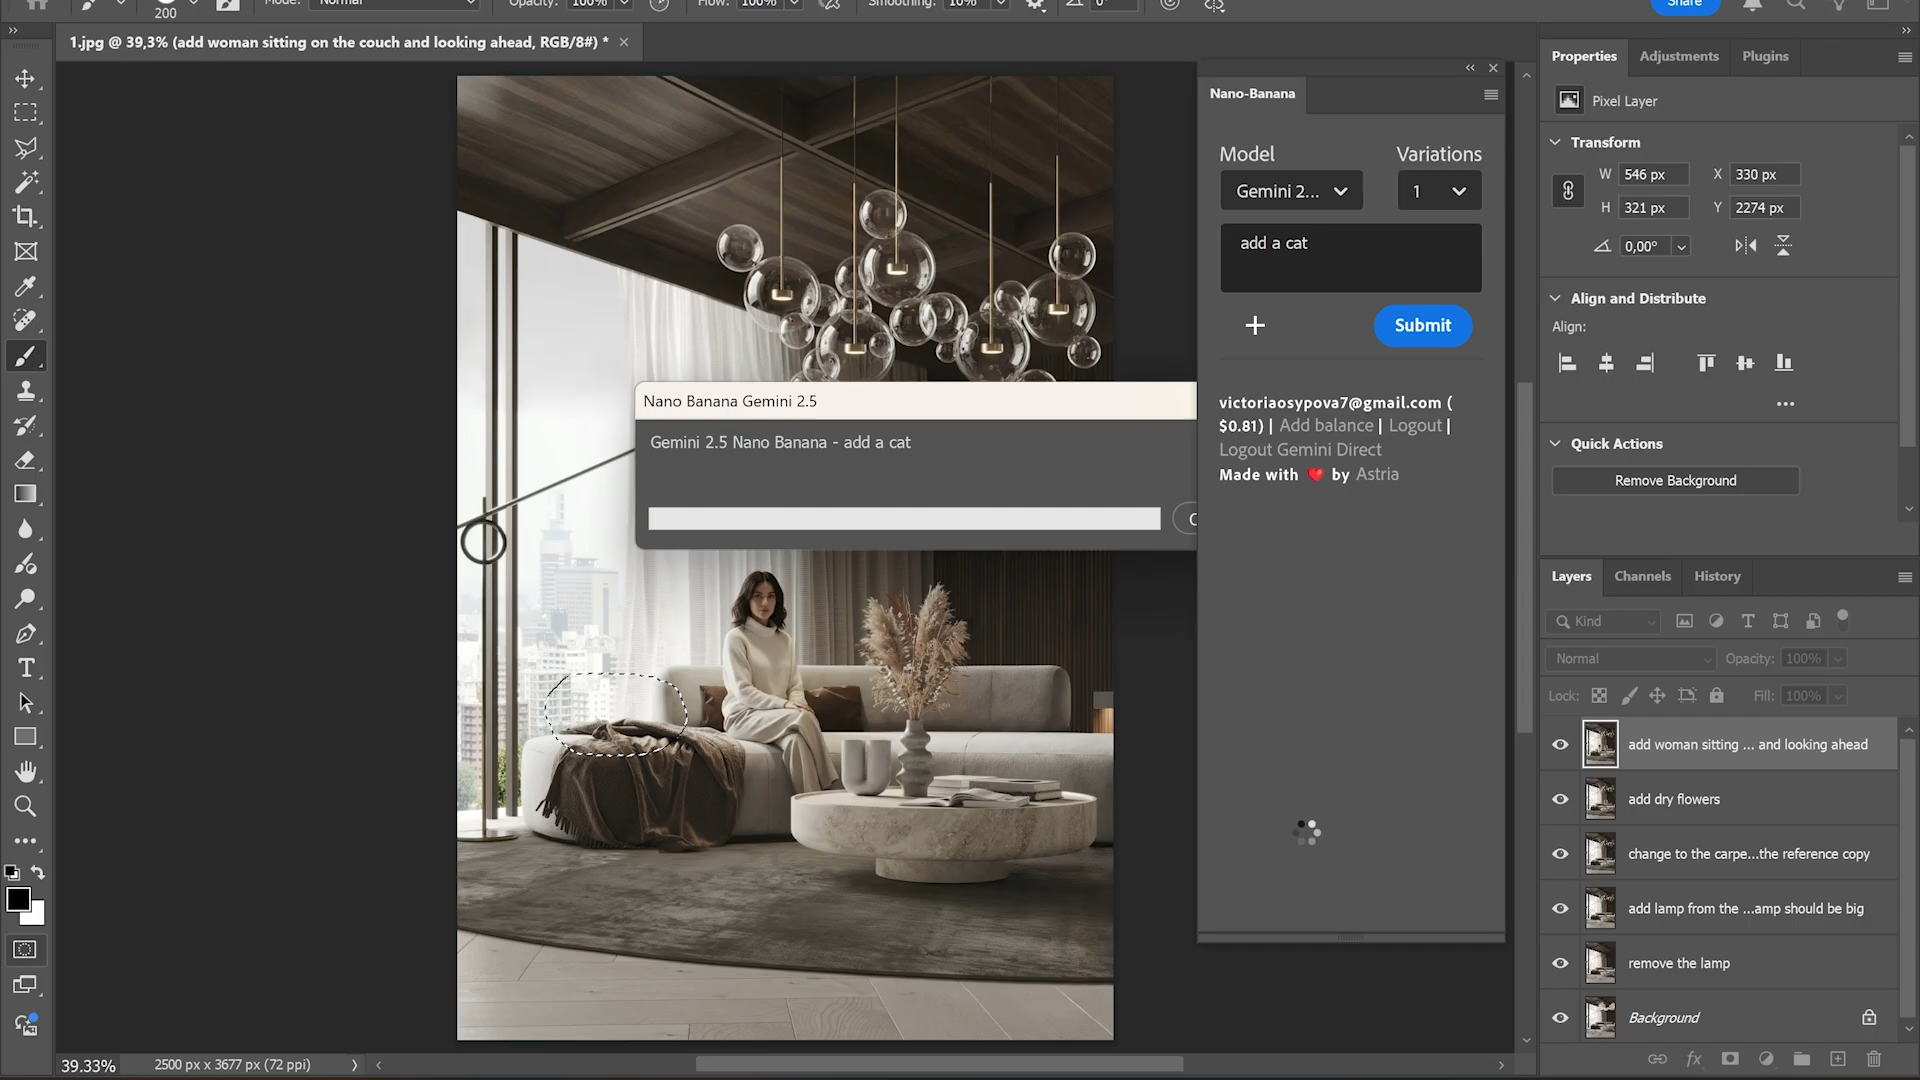 200
Mode: Normal
Opacity: 100%
Flow: 100%
Smoothing: 10%
0°
Share
1.jpg @ 39,3% (add woman sitting on the couch and looking ahead, RGB/8#) *
Nano-Banana
Model
Variations
Gemini 2...
1
add a cat
Submit
victoriaosypova7@gmail.com (
$0.81) | Add balance | Logout |
Logout Gemini Direct
Made with ❤️ by Astria
Nano Banana Gemini 2.5
Gemini 2.5 Nano Banana - add a cat
Properties
Adjustments
Plugins
Pixel Layer
Transform
W 546 px
X 330 px
H 321 px
Y 2274 px
0,00°
Align and Distribute
Align:
Quick Actions
Remove Background
Layers
Channels
History
Kind
Normal
Opacity: 100%
Lock:
Fill: 100%
add woman sitting ... and looking ahead
add dry flowers
change to the carpe...the reference copy
add lamp from the ...amp should be big
remove the lamp
Background
39.33%
2500 px x 3677 px (72 ppi)